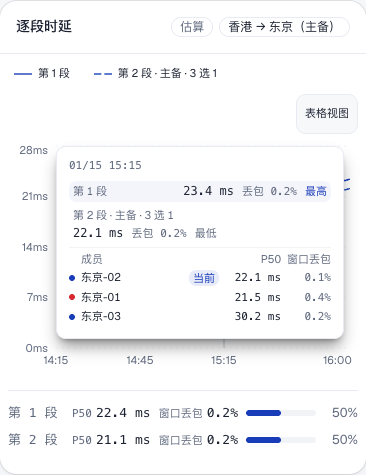 逐段时延 估算 香港 → 东京（主备）
第 1 段 第 2 段 · 主备 · 3 选 1
表格视图
28ms
01/15 15:15
第 1 段 23.4 ms 丢包 0.2% 最高
21ms
第 2 段 · 主备 · 3 选 1
22.1 ms 丢包 0.2% 最低
14ms
成员 P50 窗口丢包
东京-02 当前 22.1 ms 0.1%
7ms
东京-01 21.5 ms 0.4%
东京-03 30.2 ms 0.2%
0ms
14:15 14:45 15:15 16:00
第 1 段 P50 22.4 ms 窗口丢包 0.2% 50%
第 2 段 P50 21.1 ms 窗口丢包 0.2% 50%